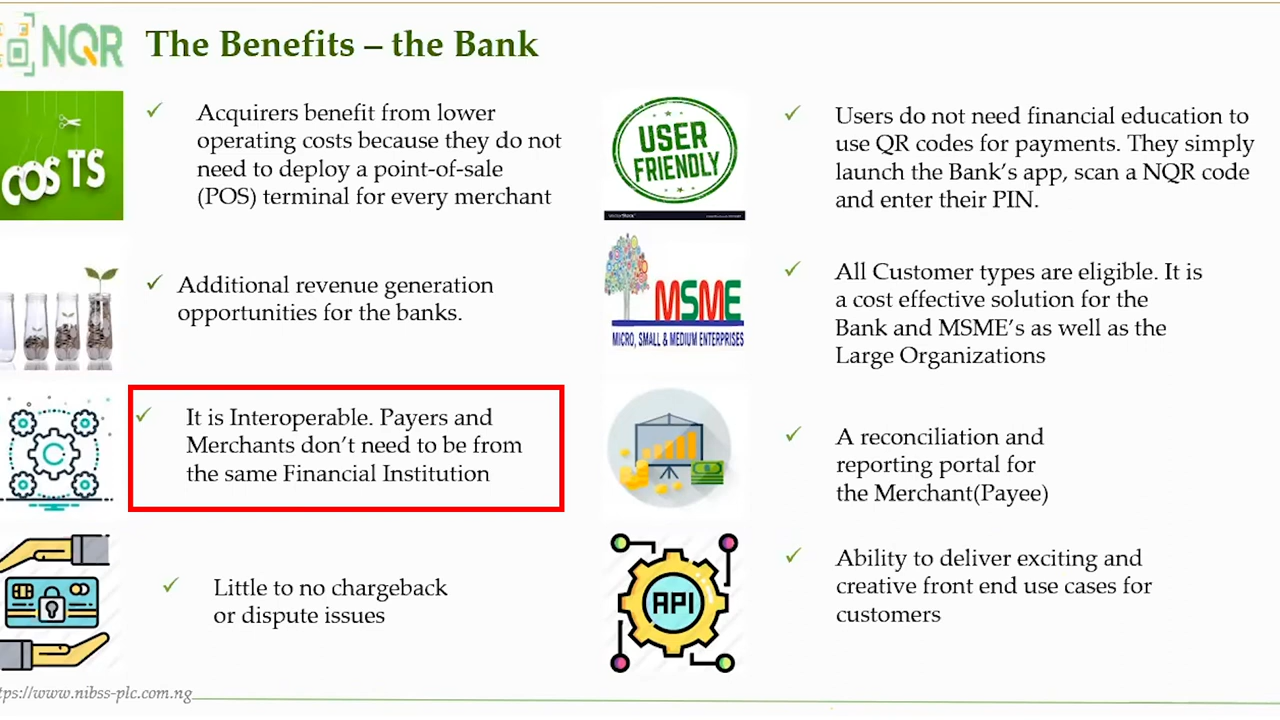 NQR
The Benefits – the Bank
COSTS
Acquirers benefit from lower
operating costs because they do not
need to deploy a point-of-sale
(POS) terminal for every merchant
Additional revenue generation
opportunities for the banks.
It is Interoperable. Payers and
Merchants don't need to be from
the same Financial Institution
Little to no chargeback
or dispute issues
USER
FRIENDLY
Users do not need financial education to
use QR codes for payments. They simply
launch the Bank's app, scan a NQR code
and enter their PIN.
MSME
MICRO, SMALL & MEDIUM ENTERPRISES
All Customer types are eligible. It is
a cost effective solution for the
Bank and MSME's as well as the
Large Organizations
A reconciliation and
reporting portal for
the Merchant(Payee)
API
Ability to deliver exciting and
creative front end use cases for
customers
tps://www.nibss-plc.com.ng